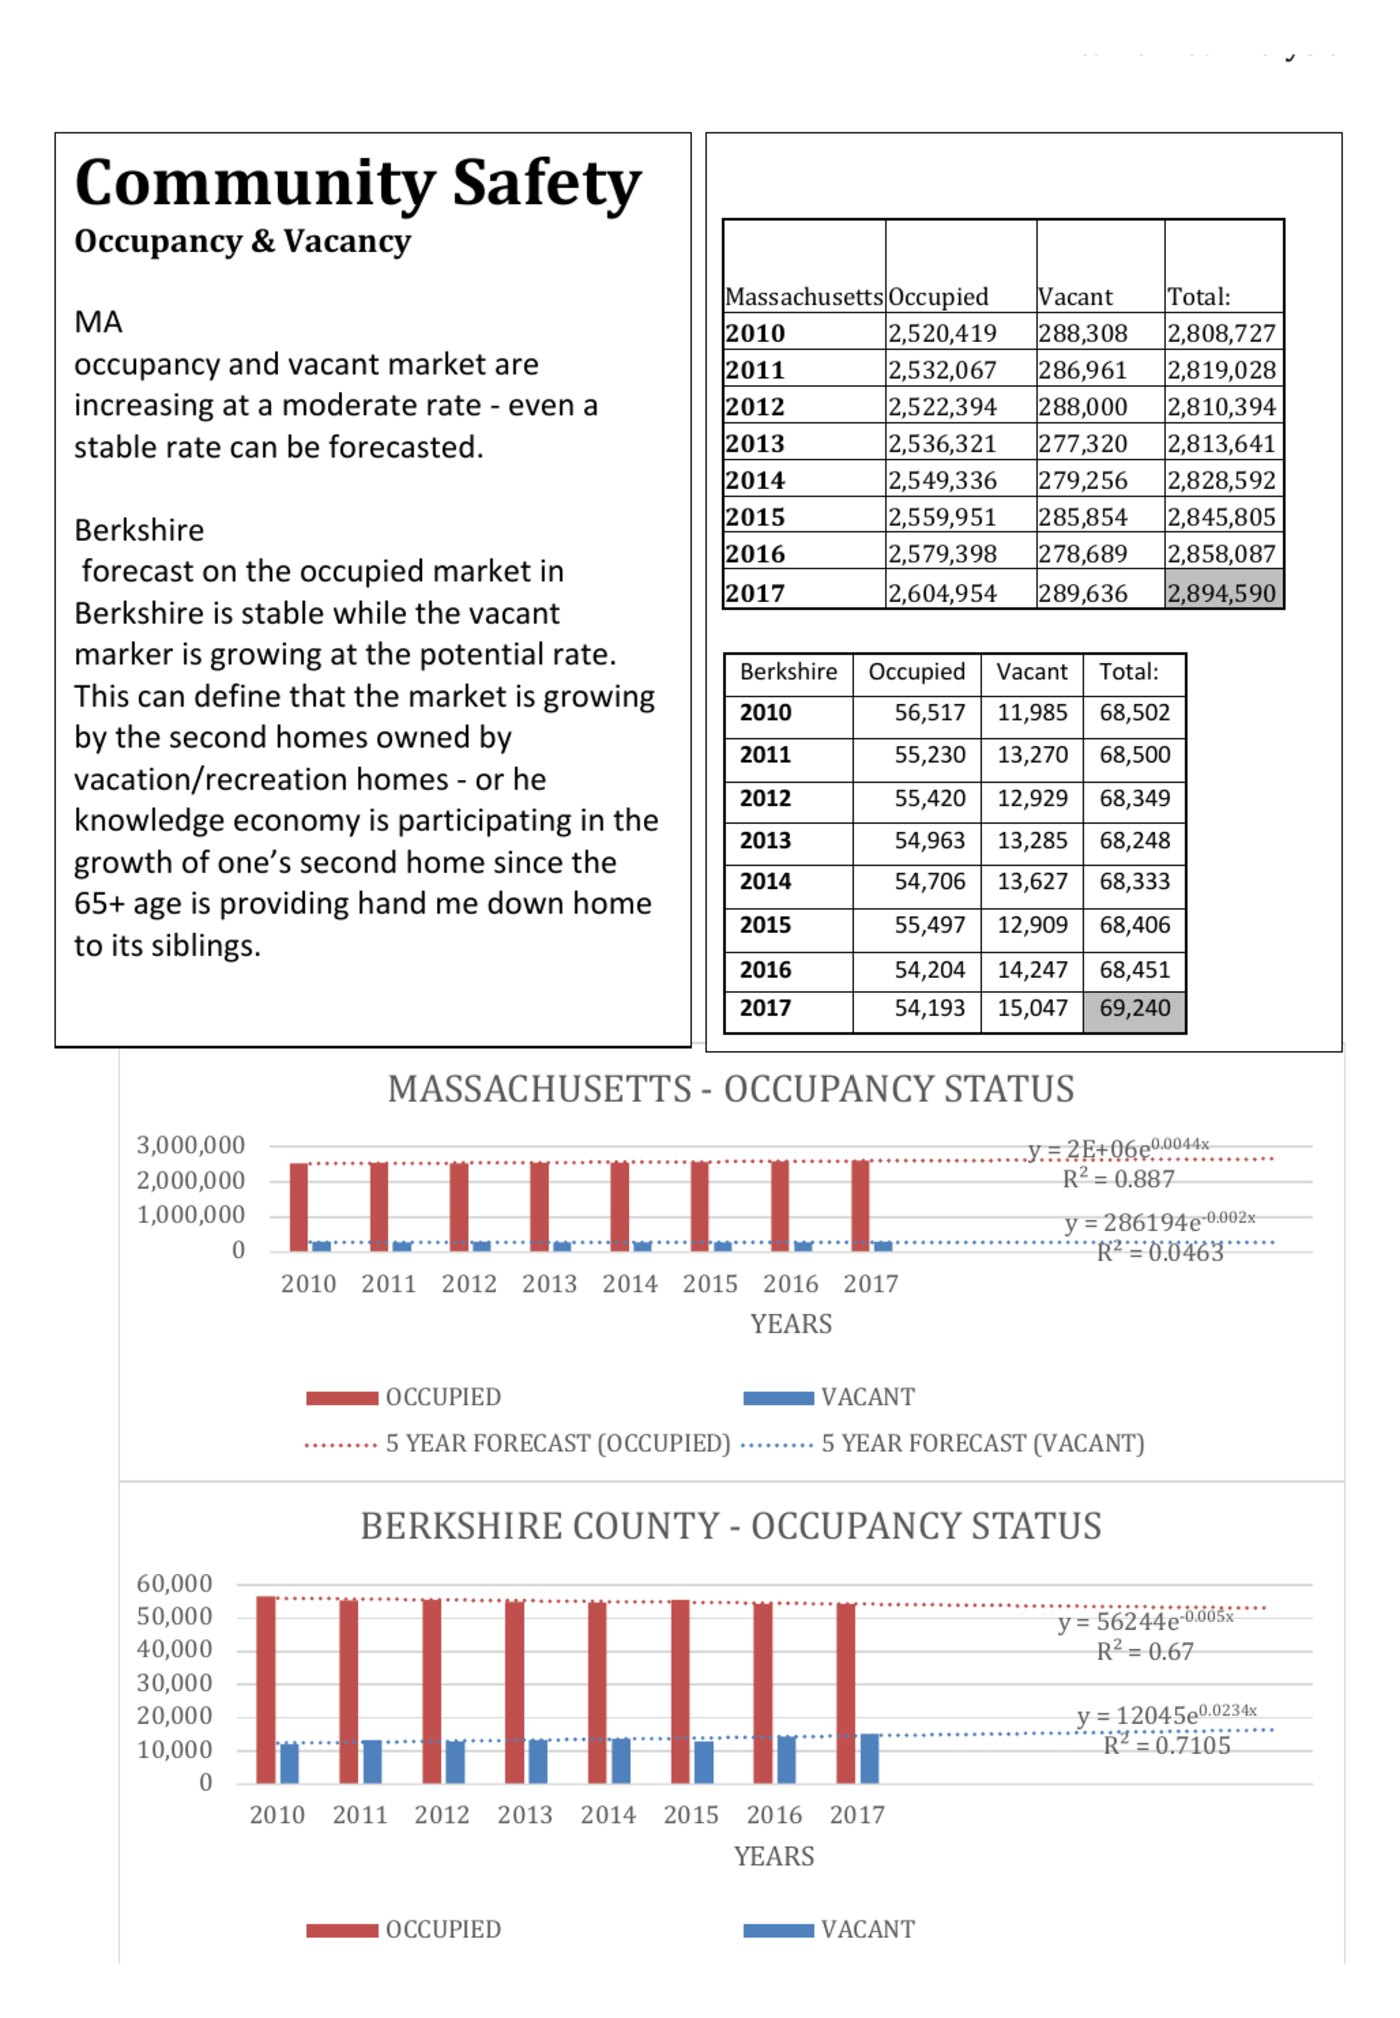 Community Safety
Occupancy & Vacancy
MA
occupancy and vacant market are
increasing at a moderate rate - even a
stable rate can be forecasted.
Berkshire
forecast on the occupied market in
Berkshire is stable while the vacant
marker is growing at the potential rate.
This can define that the market is growing
by the second homes owned by
vacation/recreation homes - or he
knowledge economy is participating in the
growth of one's second home since the
65+ age is providing hand me down home
to its siblings.
Massachusetts Occupied Vacant Total:
2010 2,520,419 288,308 2,808,727
2011 2,532,067 286,961 2,819,028
2012 2,522,394 288,000 2,810,394
2013 2,536,321 277,320 2,813,641
2014 2,549,336 279,256 2,828,592
2015 2,559,951 285,854 2,845,805
2016 2,579,398 278,689 2,858,087
2017 2,604,954 289,636 2,894,590
Berkshire Occupied Vacant Total:
2010 56,517 11,985 68,502
2011 55,230 13,270 68,500
2012 55,420 12,929 68,349
2013 54,963 13,285 68,248
2014 54,706 13,627 68,333
2015 55,497 12,909 68,406
2016 54,204 14,247 68,451
2017 54,193 15,047 69,240
MASSACHUSETTS - OCCUPANCY STATUS
3,000,000
2,000,000
1,000,000
0
y = 2E+06e^0.0044x
R² = 0.887
y = 286194e^-0.002x
R² = 0.0463
2010 2011 2012 2013 2014 2015 2016 2017
YEARS
OCCUPIED VACANT
5 YEAR FORECAST (OCCUPIED) 5 YEAR FORECAST (VACANT)
BERKSHIRE COUNTY - OCCUPANCY STATUS
60,000
50,000
40,000
30,000
20,000
10,000
0
y = 56244e^-0.005x
R² = 0.67
y = 12045e^0.0234x
R² = 0.7105
2010 2011 2012 2013 2014 2015 2016 2017
YEARS
OCCUPIED VACANT